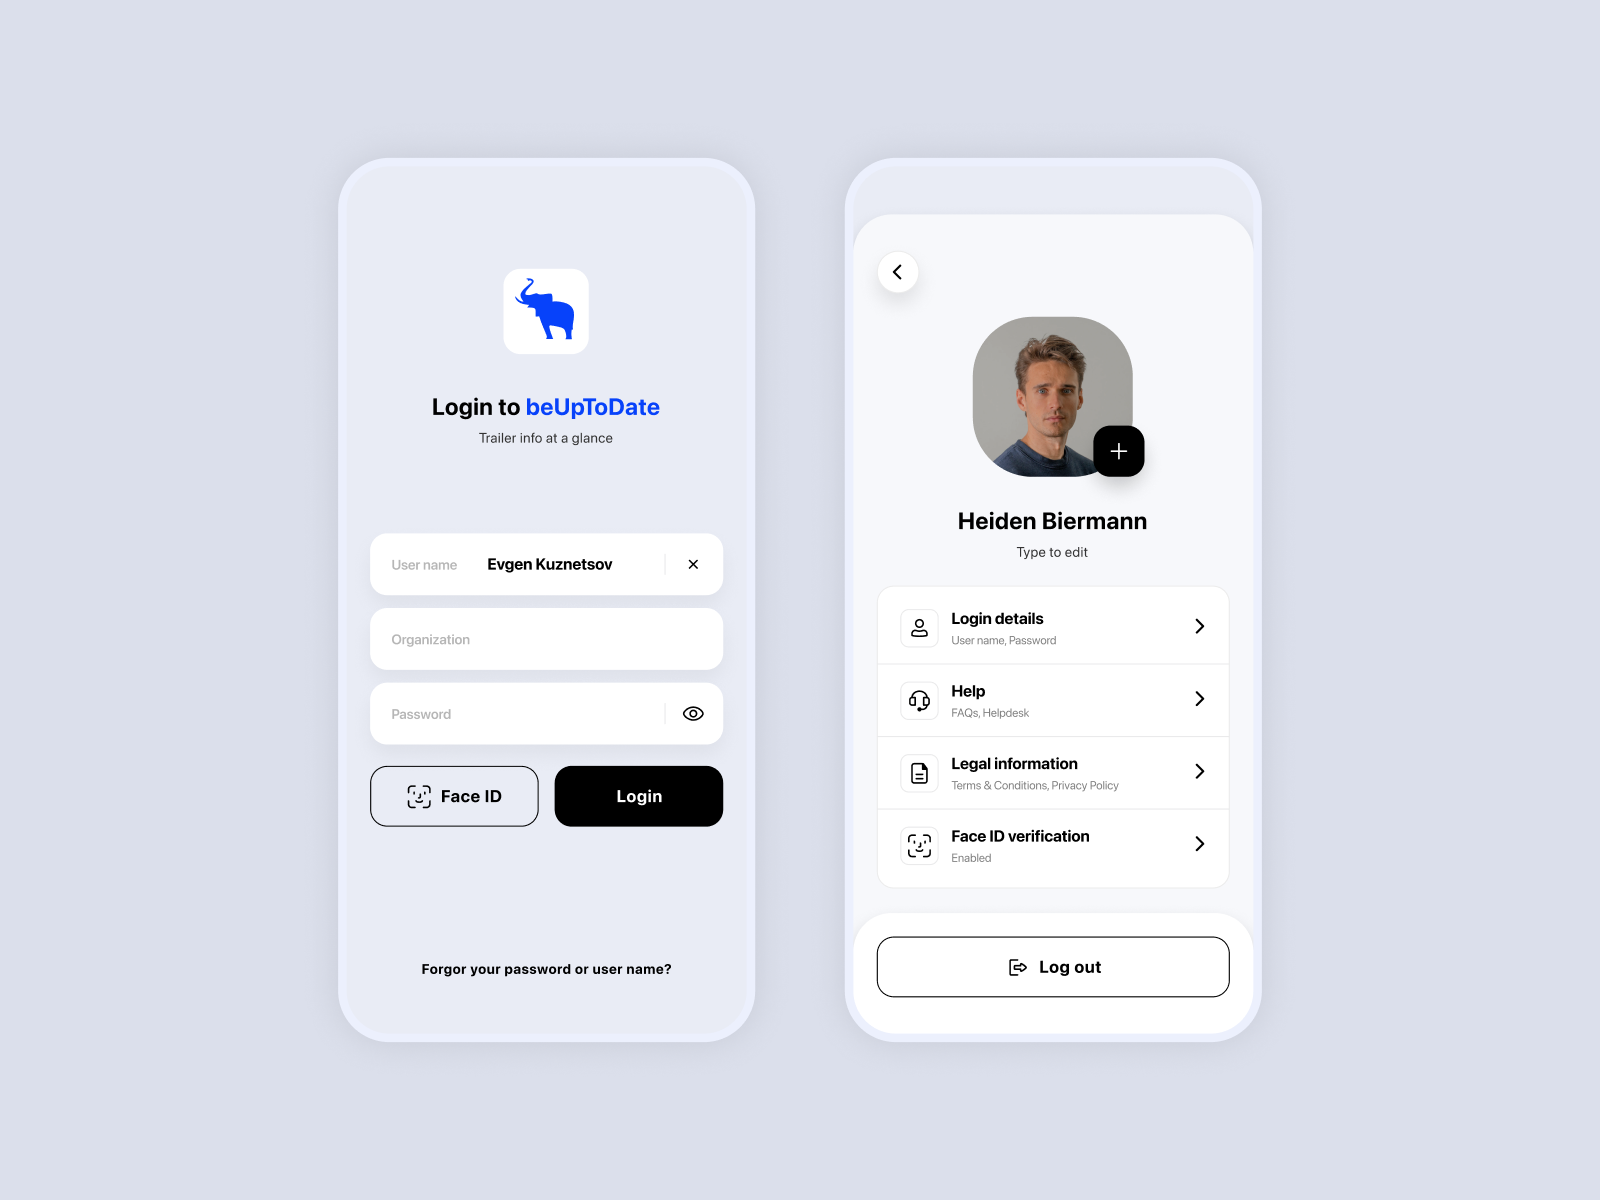 Login to beUpToDate
Trailer info at a glance
User name Evgen Kuznetsov
Organization
Password
Face ID
Login
Forgor your password or user name?
Heiden Biermann
Type to edit
Login details
User name, Password
Help
FAQs, Helpdesk
Legal information
Terms & Conditions, Privacy Policy
Face ID verification
Enabled
Log out